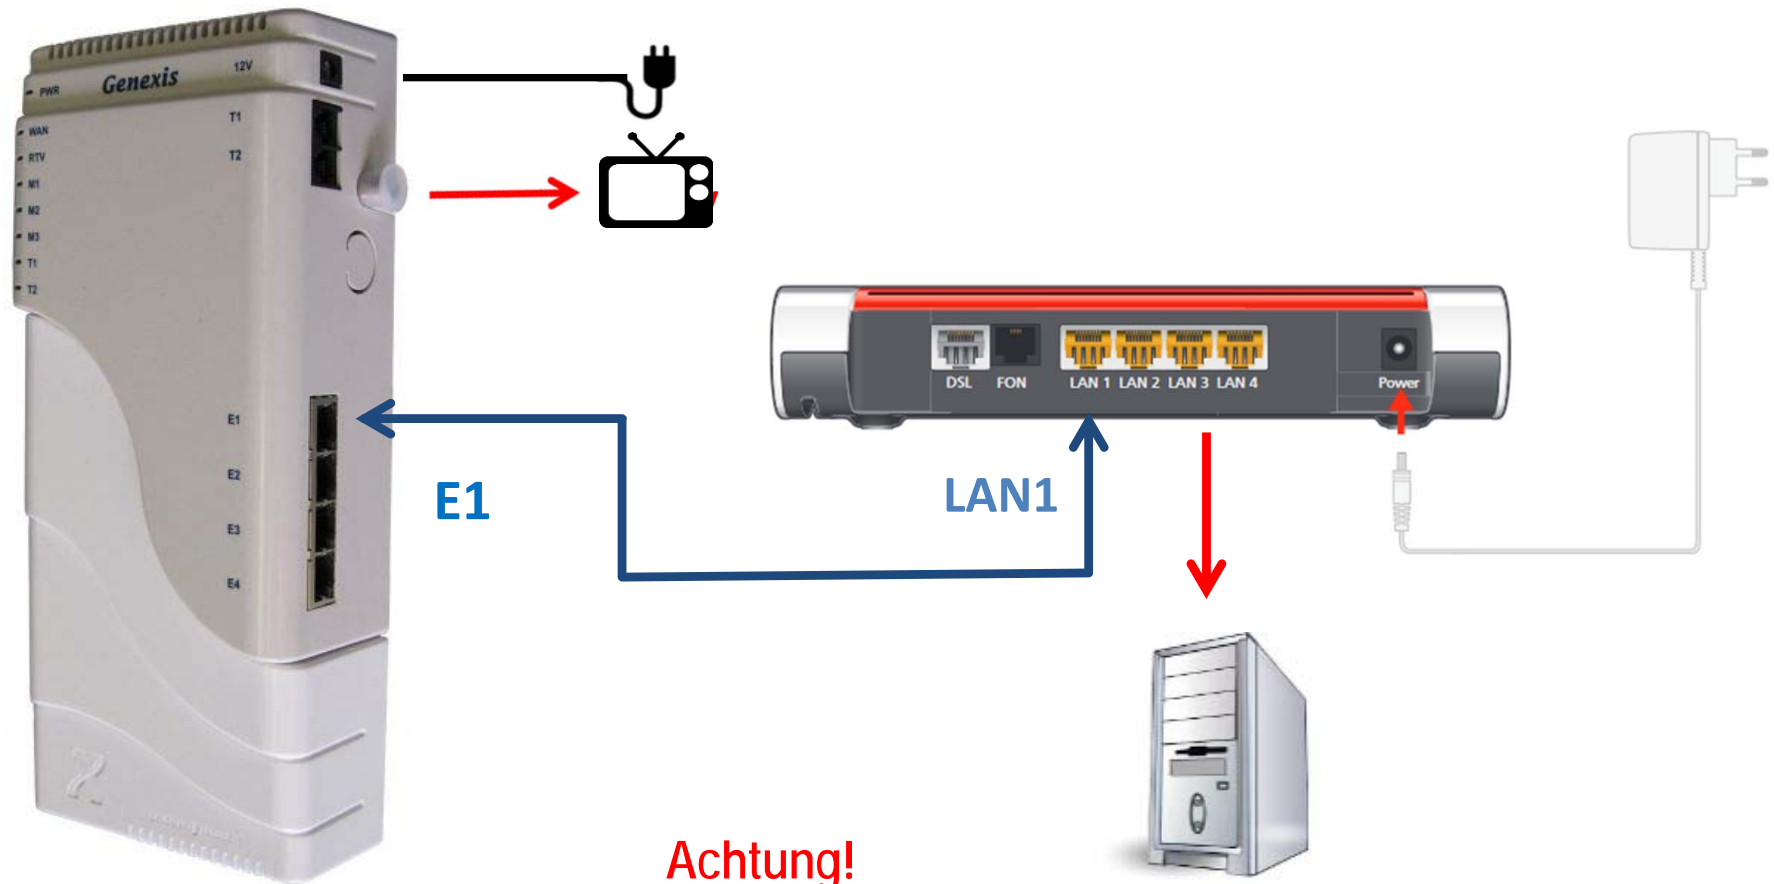 Genexis
12V
PWR
WAN
RTV
M1
M2
M3
T1
T2
T1
T2
E1
E2
E3
E4
E1
LAN1
DSL
FON
LAN 1
LAN 2
LAN 3
LAN 4
Power
Achtung!